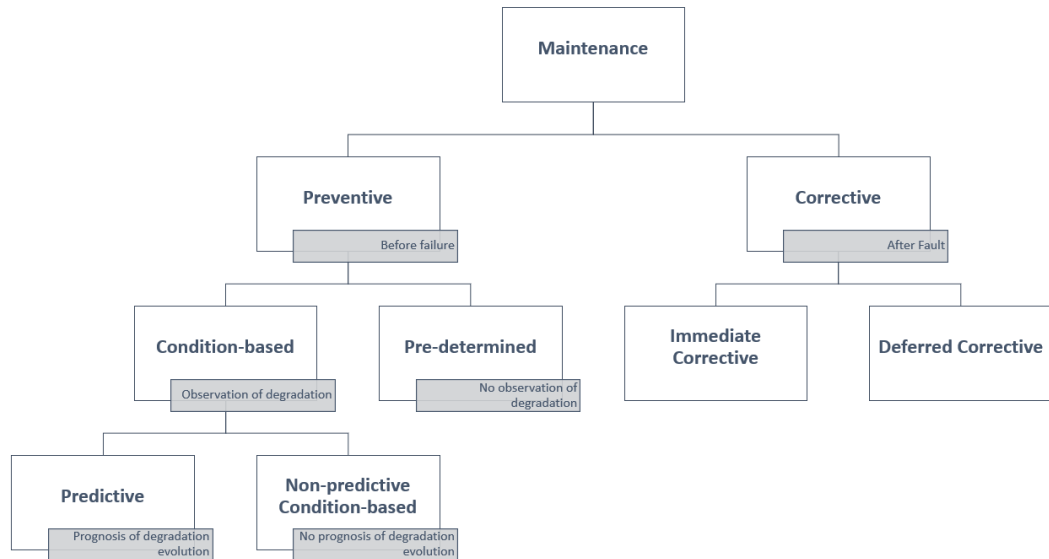 Maintenance
Preventive
Before failure
Corrective
After Fault
Condition-based
Observation of degradation
Pre-determined
No observation of
degradation
Immediate
Corrective
Deferred Corrective
Predictive
Prognosis of degradation
evolution
Non-predictive
Condition-based
No prognosis of degradation
evolution